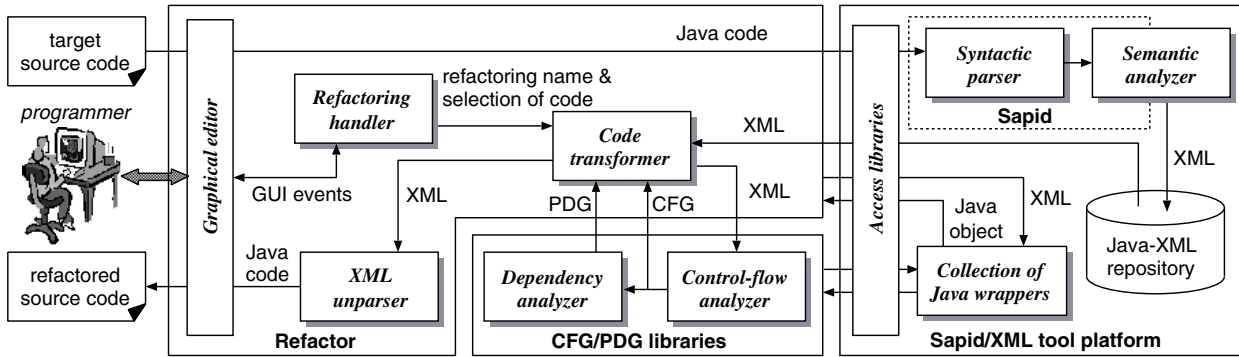 target
source code
programmer
refactored
source code
Graphical editor
Java code
refactoring name &
selection of code
Refactoring
handler
GUI events
Code
transformer
XML
XML
XML
PDG
CFG
Java
code
XML
unparser
Refactor
Dependency
analyzer
Control-flow
analyzer
CFG/PDG libraries
Access libraries
Syntactic
parser
Semantic
analyzer
Sapid
XML
XML
Java
object
Collection of
Java wrappers
Java-XML
repository
Sapid/XML tool platform